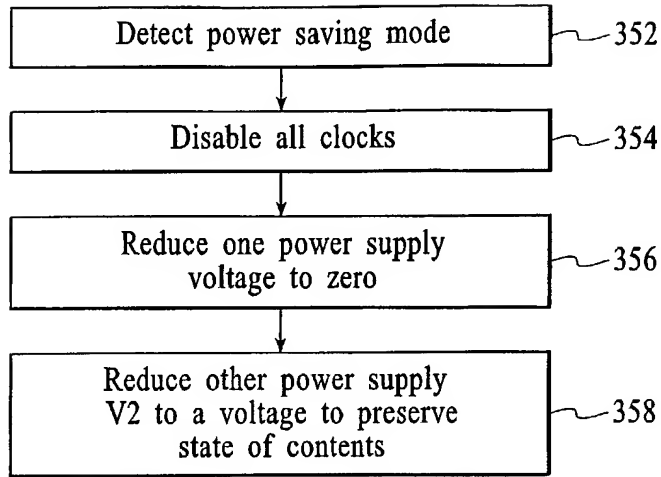 Detect power saving mode
352
Disable all clocks
354
Reduce one power supply
voltage to zero
356
Reduce other power supply
V2 to a voltage to preserve
state of contents
358